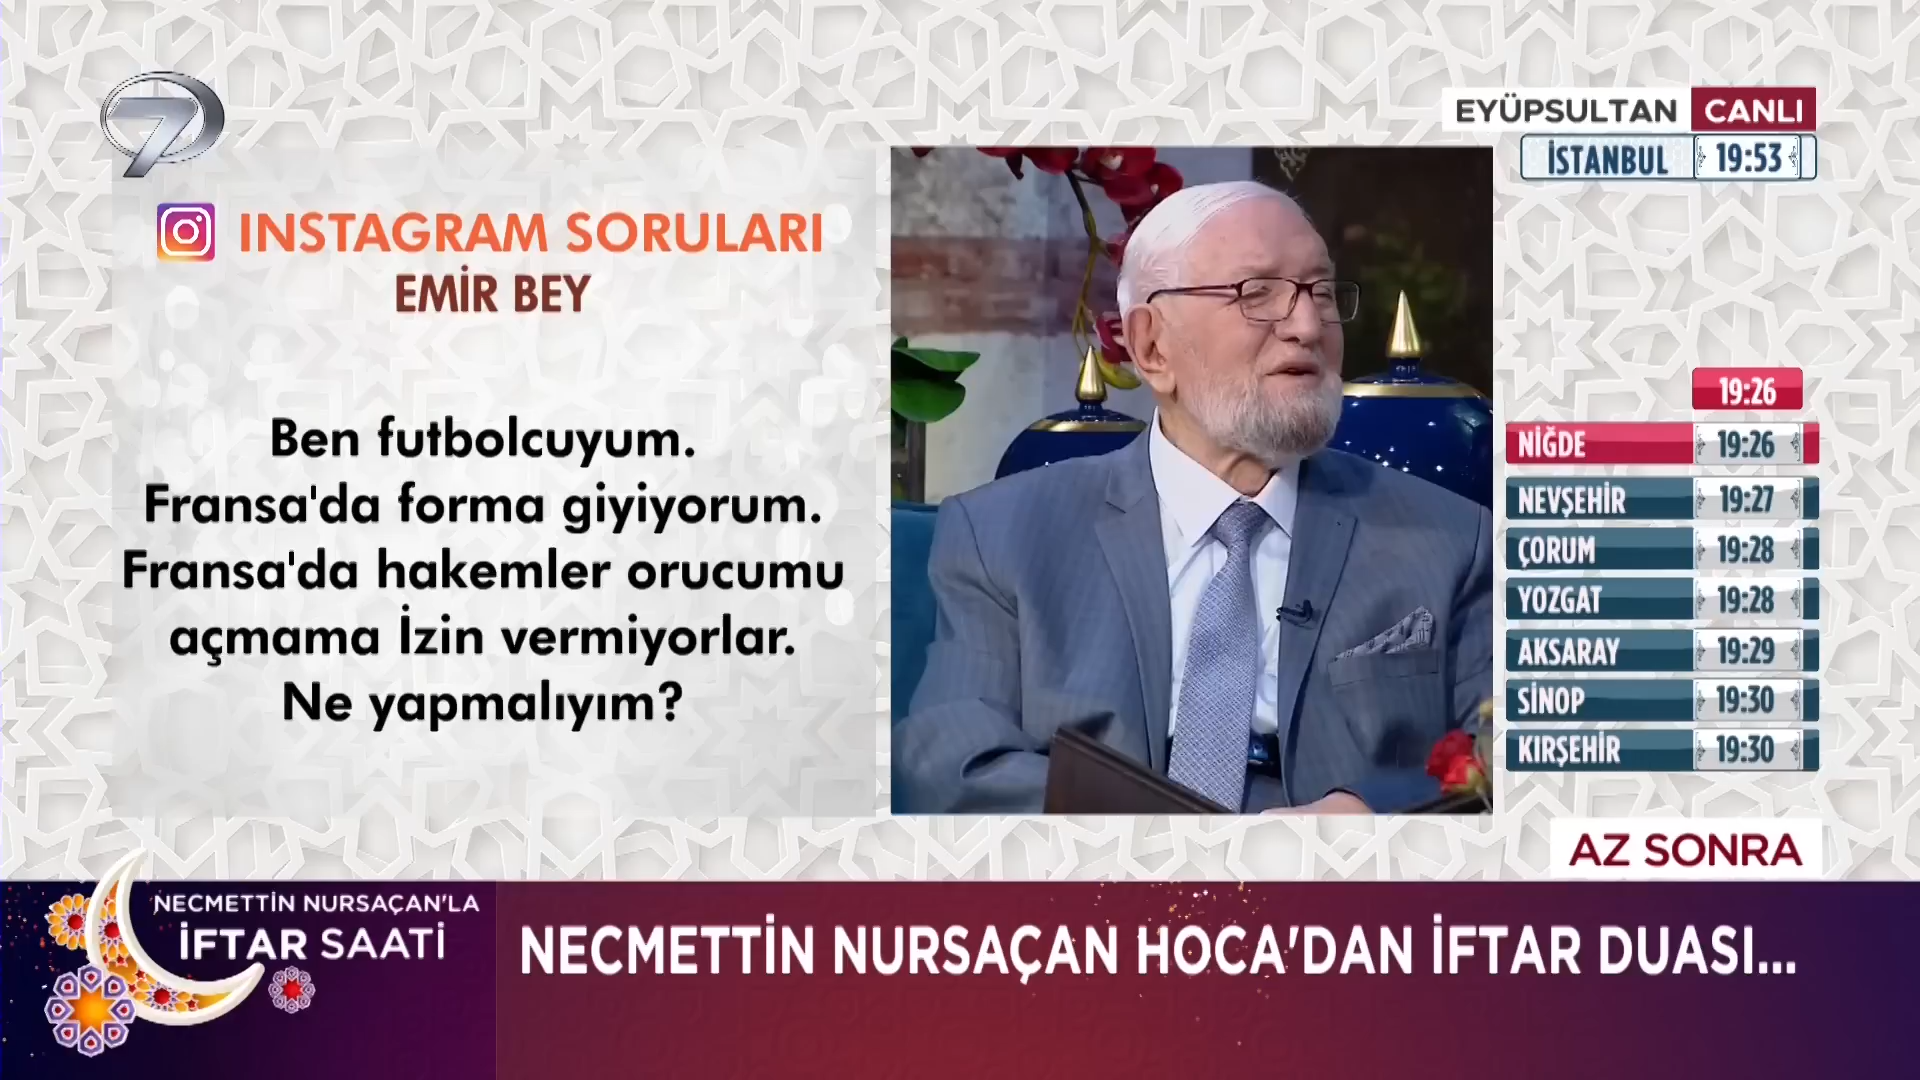 7
EYÜPSULTAN CANLI
İSTANBUL 19:53
INSTAGRAM SORULARI
EMİR BEY
Ben futbolcuyum.
Fransa'da forma giyiyorum.
Fransa'da hakemler orucumu
açmama İzin vermiyorlar.
Ne yapmalıyım?
19:26
NİĞDE 19:26
NEVŞEHİR 19:27
ÇORUM 19:28
YOZGAT 19:28
AKSARAY 19:29
SİNOP 19:30
KIRŞEHİR 19:30
AZ SONRA
NECMETTİN NURSAÇAN'LA
İFTAR SAATİ
NECMETTİN NURSAÇAN HOCA'DAN İFTAR DUASI...